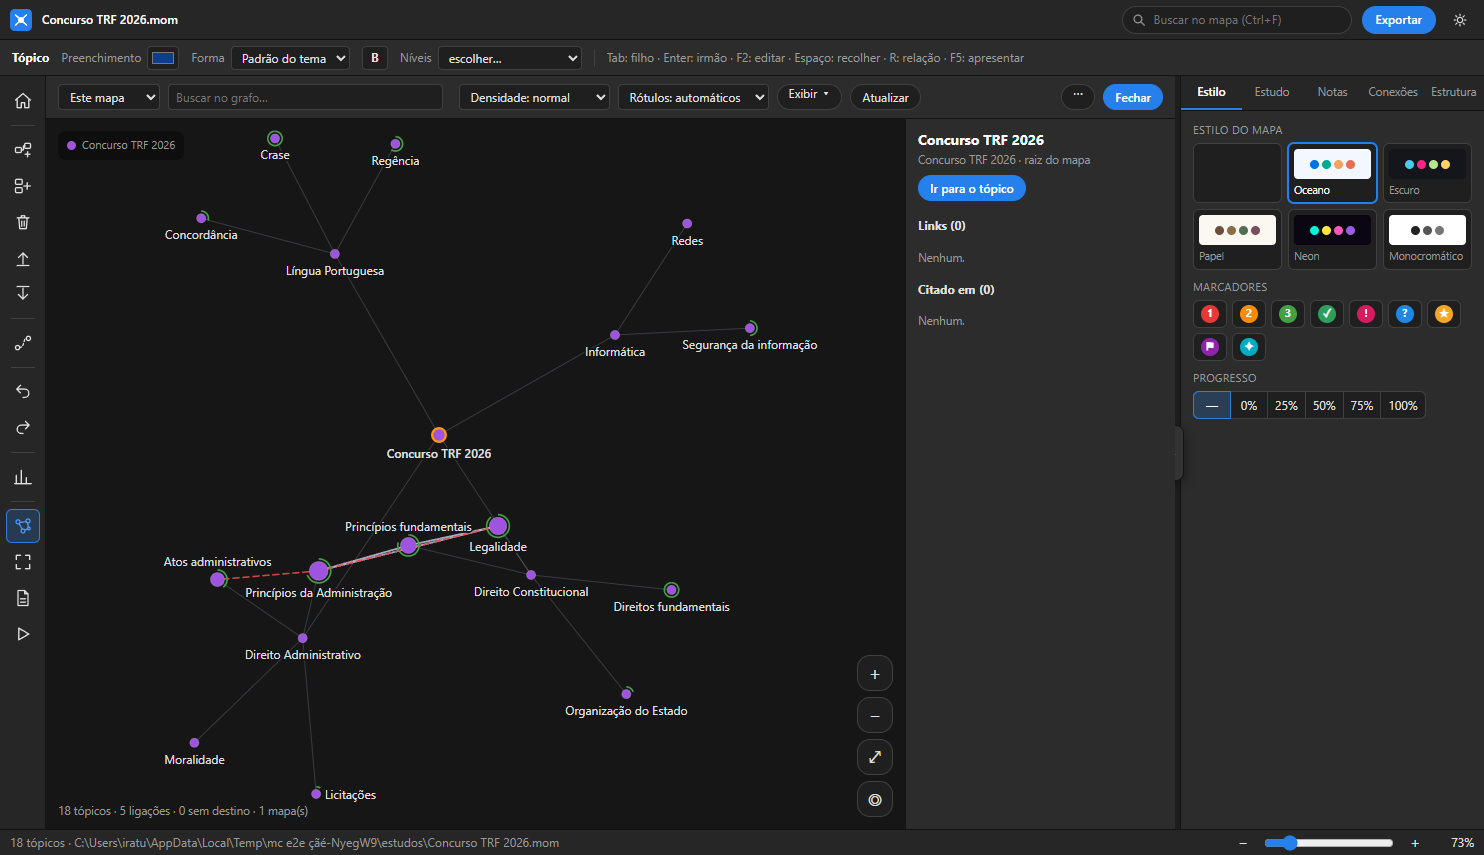 Concurso TRF 2026.mom
Buscar no mapa (Ctrl+F)
Exportar
Tópico
Preenchimento
Forma
Padrão do tema
B
Níveis
escolher...
Tab: filho · Enter: irmão · F2: editar · Espaço: recolher · R: relação · F5: apresentar
Este mapa
Buscar no grafo...
Densidade: normal
Rótulos: automáticos
Exibir
Atualizar
...
Fechar
Concurso TRF 2026
Crase
Regência
Concordância
Língua Portuguesa
Redes
Informática
Segurança da informação
Concurso TRF 2026
Princípios fundamentais
Legalidade
Atos administrativos
Princípios da Administração
Direito Constitucional
Direitos fundamentais
Direito Administrativo
Organização do Estado
Moralidade
Licitações
18 tópicos · 5 ligações · 0 sem destino · 1 mapa(s)
Concurso TRF 2026
Concurso TRF 2026 · raiz do mapa
Ir para o tópico
Links (0)
Nenhum.
Citado em (0)
Nenhum.
Estilo
Estudo
Notas
Conexões
Estrutura
ESTILO DO MAPA
Oceano
Escuro
Papel
Neon
Monocromático
MARCADORES
1
2
3
!
?
PROGRESSO
—
0%
25%
50%
75%
100%
18 tópicos · C:\Users\iratu\AppData\Local\Temp\mc e2e çãé-NyegW9\estudos\Concurso TRF 2026.mom
73%